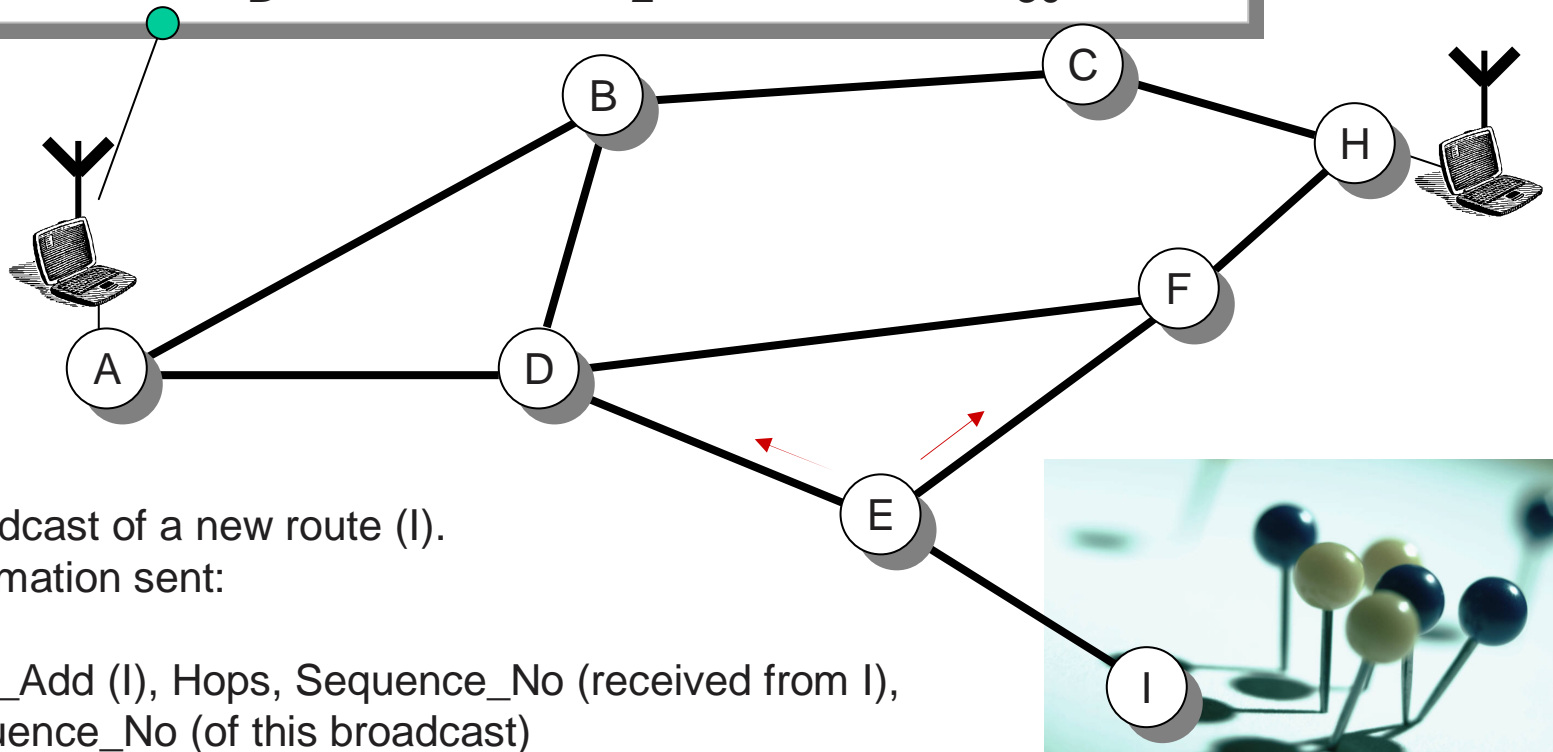 B
C
H
F
A
D
E
dcast of a new route (I).
mation sent:
_Add (I), Hops, Sequence_No (received from I),
I
uence_No (of this broadcast)